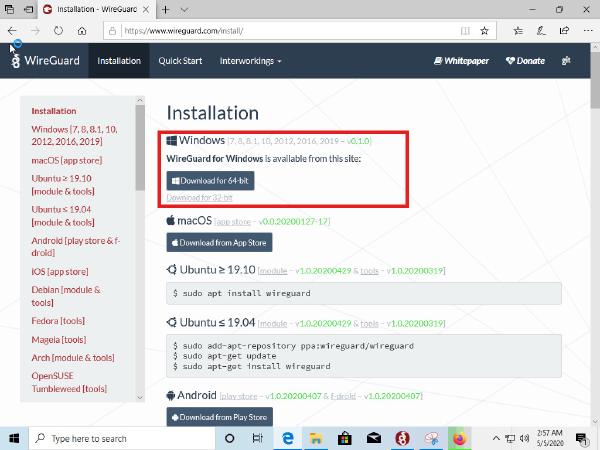 Installation - WireGuard
https://www.wireguard.com/install/
WireGuard Installation Quick Start Interworkings Whitepaper Donate git
Installation
Windows [7, 8, 8.1, 10, 2012, 2016, 2019]
macOS [app store]
Ubuntu ≥ 19.10 [module & tools]
Ubuntu ≤ 19.04 [module & tools]
Android [play store & f-droid]
iOS [app store]
Debian [module & tools]
Fedora [tools]
Mageia [tools]
Arch [module & tools]
OpenSUSE Tumbleweed [tools]
Installation
Windows [7, 8, 8.1, 10, 2012, 2016, 2019 – v0.1.0]
WireGuard for Windows is available from this site:
Download for 64-bit
Download for 32-bit
macOS [app store – v0.0.20200127-17]
Download from App Store
Ubuntu ≥ 19.10 [module – v1.0.20200429 & tools – v1.0.20200319]
$ sudo apt install wireguard
Ubuntu ≤ 19.04 [module – v1.0.20200429 & tools – v1.0.20200319]
$ sudo add-apt-repository ppa:wireguard/wireguard
$ sudo apt-get update
$ sudo apt-get install wireguard
Android [play store – v1.0.20200407 & f-droid – v1.0.20200407]
Download from Play Store
Type here to search
2:57 AM
5/5/2020
1